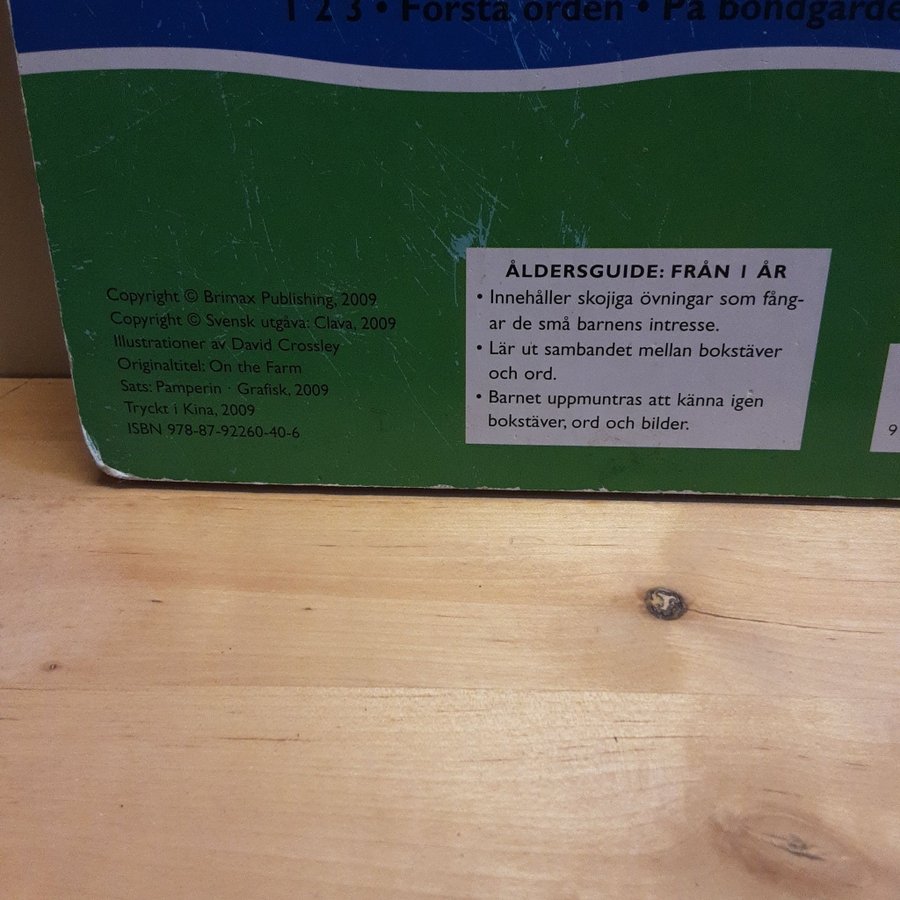 1 2 3 • Första orden • På bondgårde
Copyright © Brimax Publishing, 2009
Copyright © Svensk utgåva: Clava, 2009
Illustrationer av David Crossley
Originaltitel: On the Farm
Sats: Pamperin · Grafisk, 2009
Tryckt i Kina, 2009
ISBN 978-87-92260-40-6
ÅLDERSGUIDE: FRÅN 1 ÅR
• Innehåller skojiga övningar som fång-
ar de små barnens intresse.
• Lär ut sambandet mellan bokstäver
och ord.
• Barnet uppmuntras att känna igen
bokstäver, ord och bilder.
9